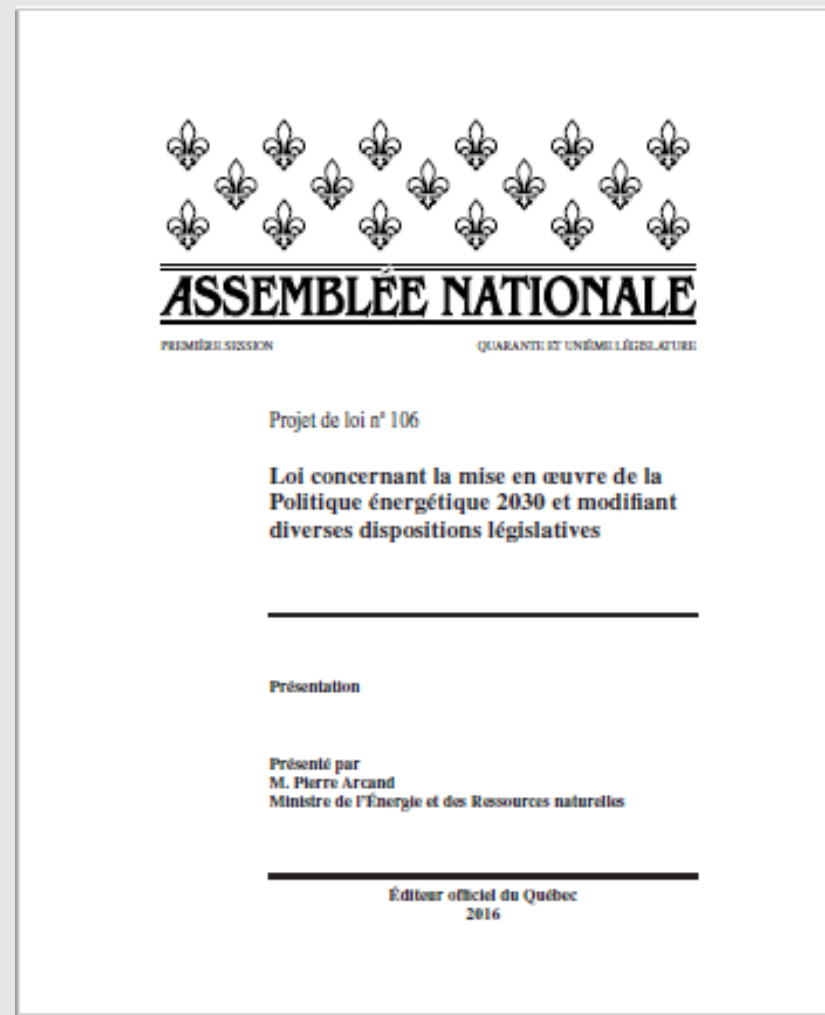 ASSEMBLÉE NATIONALE
PREMIÈRE SESSION QUARANTE ET UNIÈME LÉGISLATURE
Projet de loi nº 106
Loi concernant la mise en œuvre de la
Politique énergétique 2030 et modifiant
diverses dispositions législatives
Présentation
Présenté par
M. Pierre Arcand
Ministre de l'Énergie et des Ressources naturelles
Éditeur officiel du Québec
2016